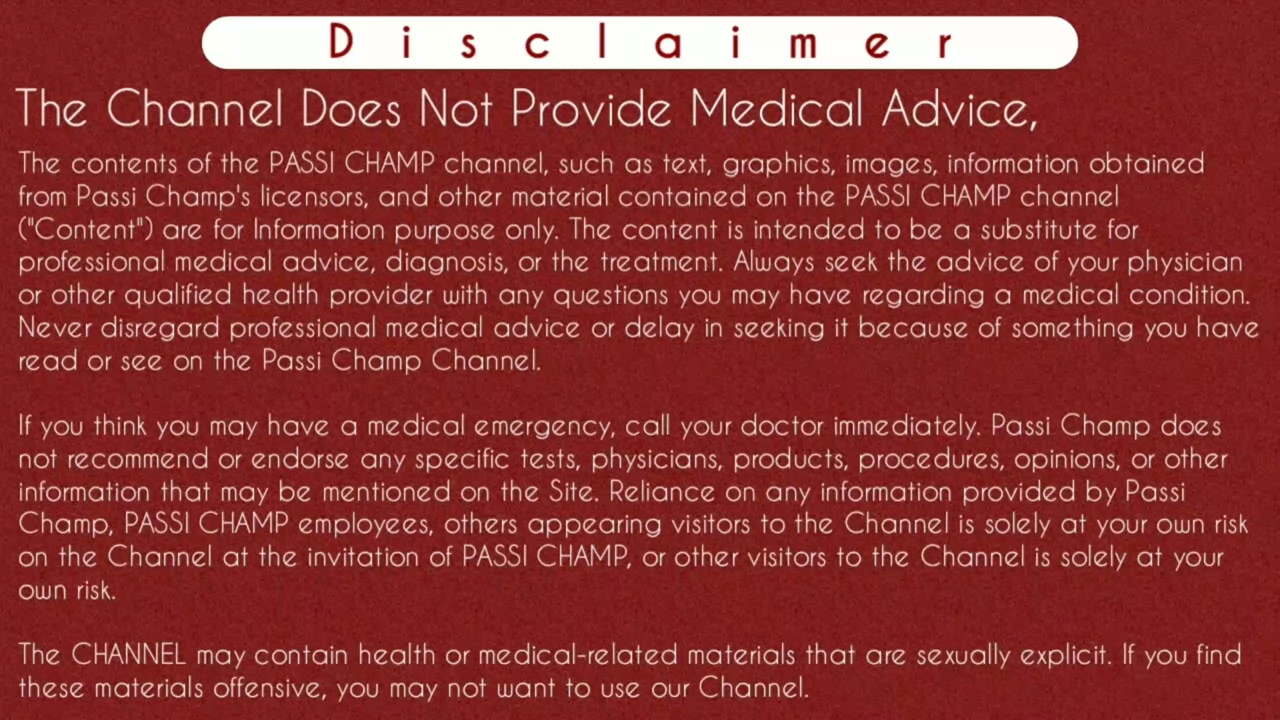 Disclaimer
The Channel Does Not Provide Medical Advice,
The contents of the PASSI CHAMP channel, such as text, graphics, images, information obtained
from Passi Champ's licensors, and other material contained on the PASSI CHAMP channel
("Content") are for Information purpose only. The content is intended to be a substitute for
professional medical advice, diagnosis, or the treatment. Always seek the advice of your physician
or other qualified health provider with any questions you may have regarding a medical condition.
Never disregard professional medical advice or delay in seeking it because of something you have
read or see on the Passi Champ Channel.
If you think you may have a medical emergency, call your doctor immediately. Passi Champ does
not recommend or endorse any specific tests, physicians, products, procedures, opinions, or other
information that may be mentioned on the Site. Reliance on any information provided by Passi
Champ, PASSI CHAMP employees, others appearing visitors to the Channel is solely at your own risk
on the Channel at the invitation of PASSI CHAMP, or other visitors to the Channel is solely at your
own risk.
The CHANNEL may contain health or medical-related materials that are sexually explicit. If you find
these materials offensive, you may not want to use our Channel.